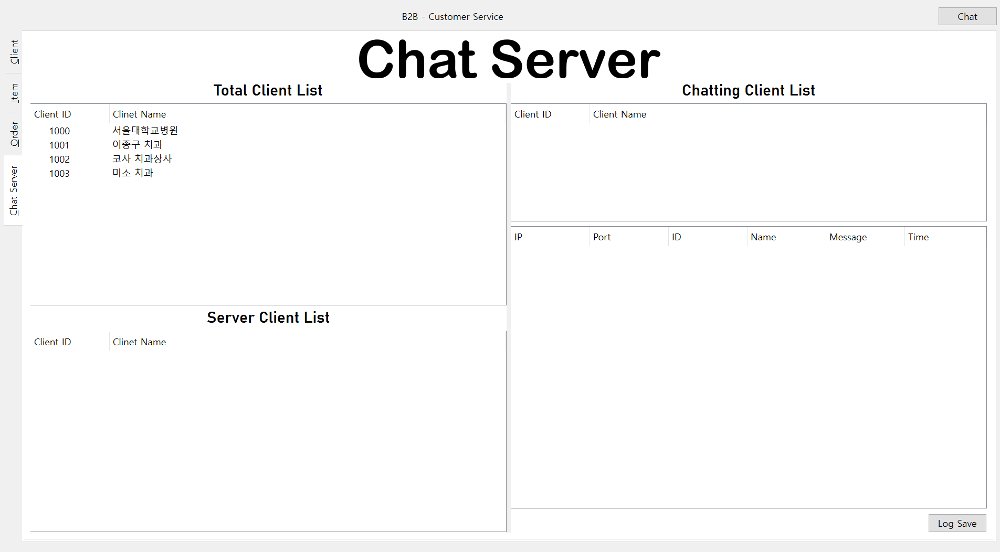 B2B - Customer Service
Chat
Client
Item
Order
Chat Server
Chat Server
Total Client List
Client ID Clinet Name
1000 서울대학교병원
1001 이종구 치과
1002 코사 치과상사
1003 미소 치과
Server Client List
Client ID Clinet Name
Chatting Client List
Client ID Client Name
IP Port ID Name Message Time
Log Save